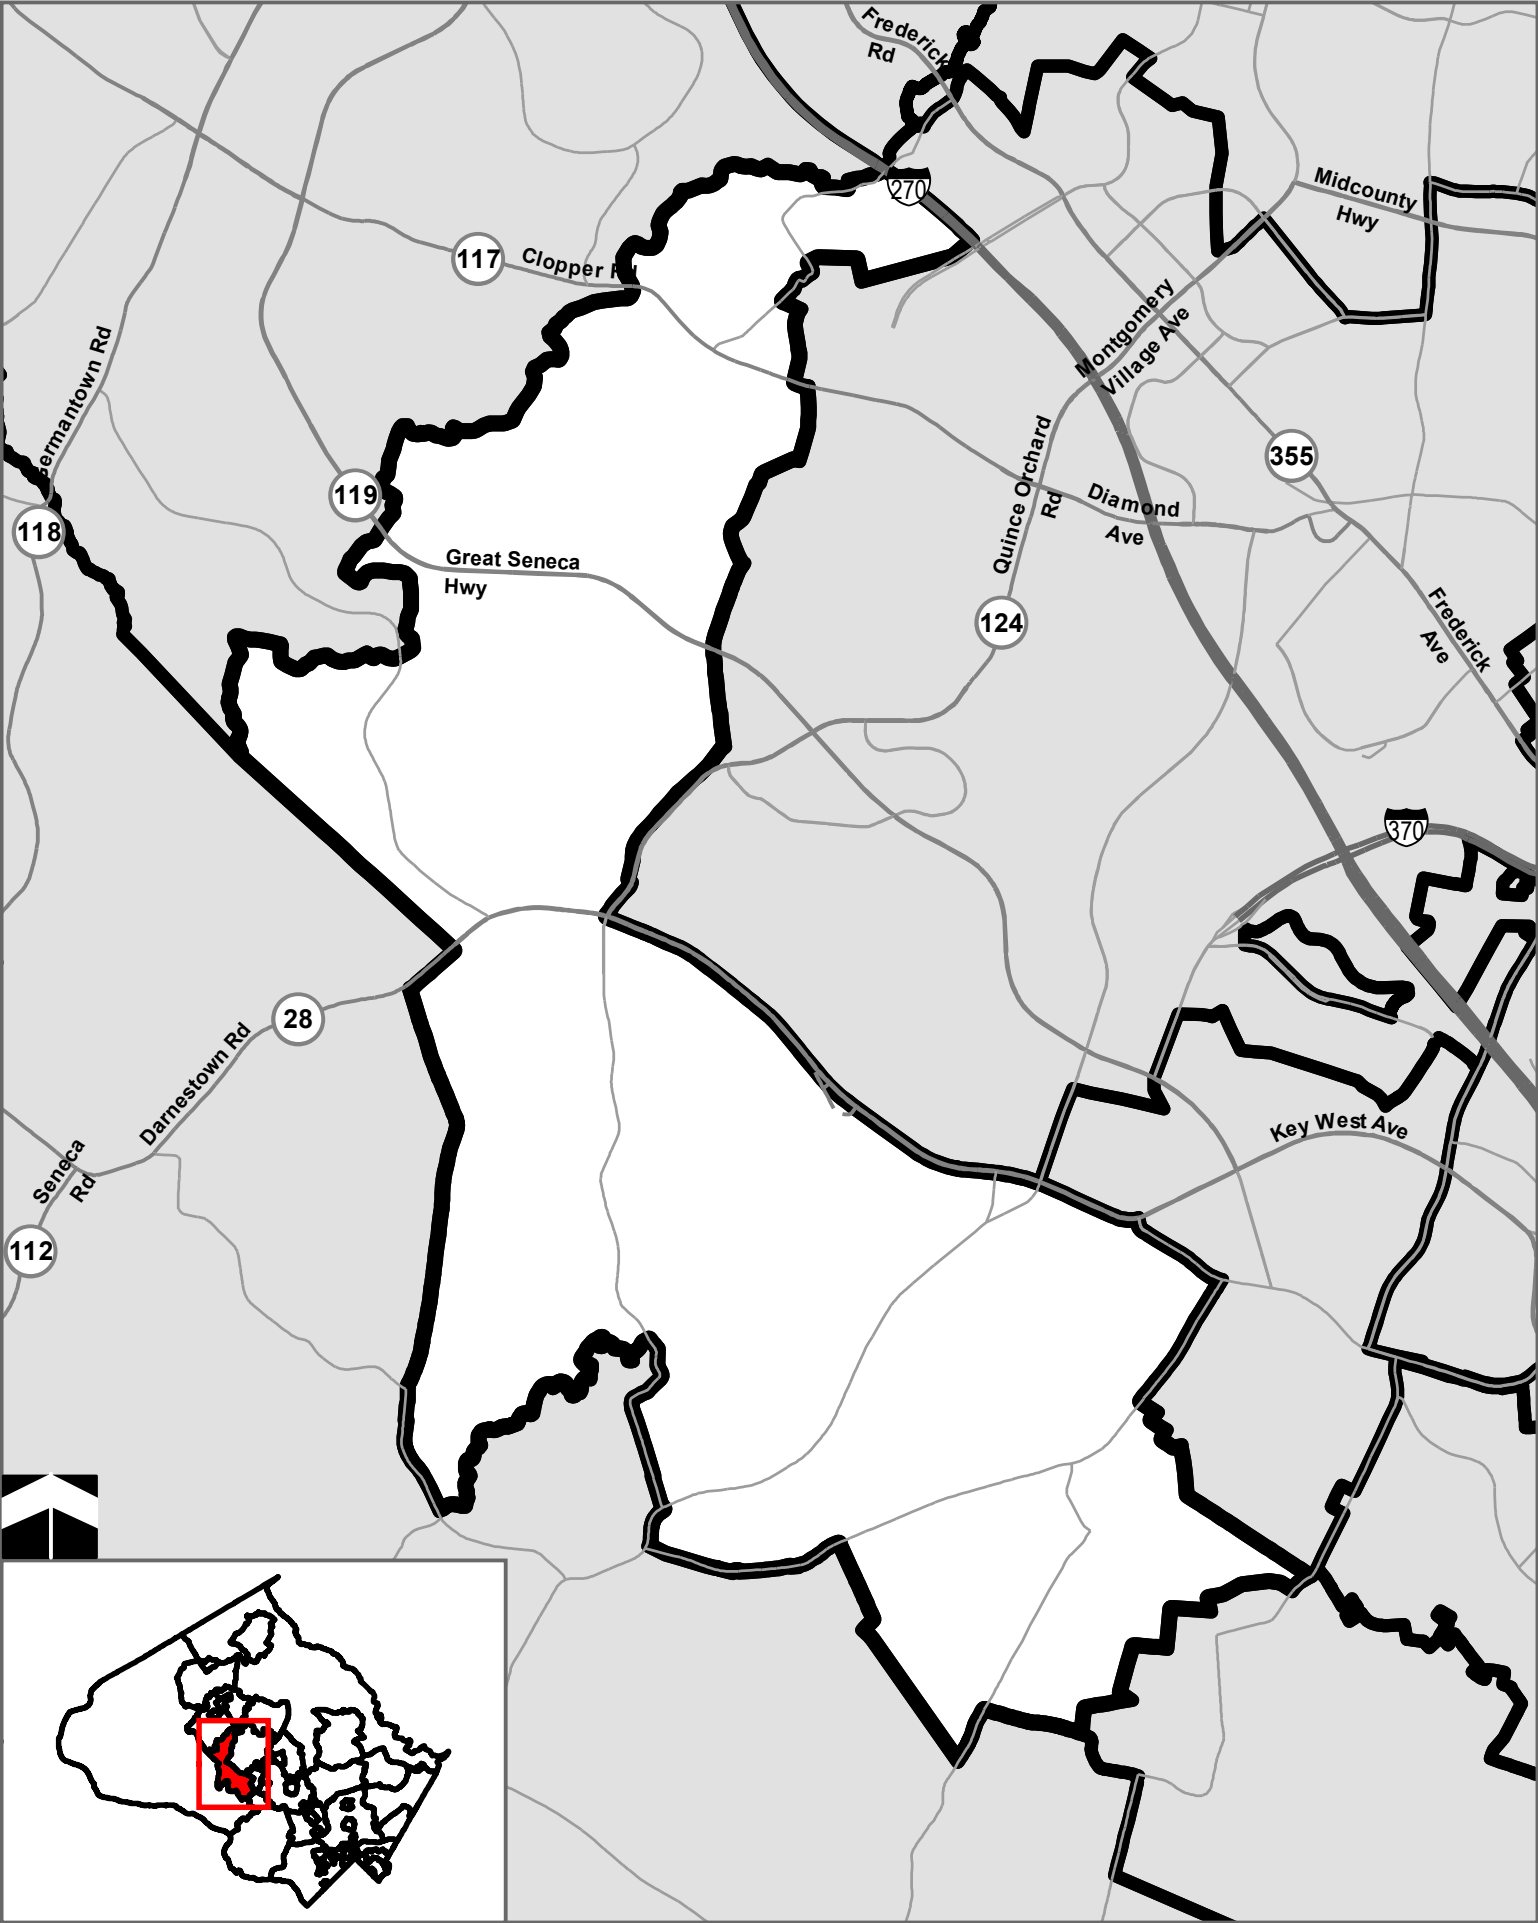 Frederick
Rd
270
Midcounty
Hwy
117
Clopper Rd
Montgomery
Village Ave
Germantown Rd
355
119
118
Quince Orchard
Rd
Diamond
Ave
Great Seneca
Hwy
124
Frederick
Ave
370
28
Darnestown Rd
Key West Ave
Seneca
Rd
112